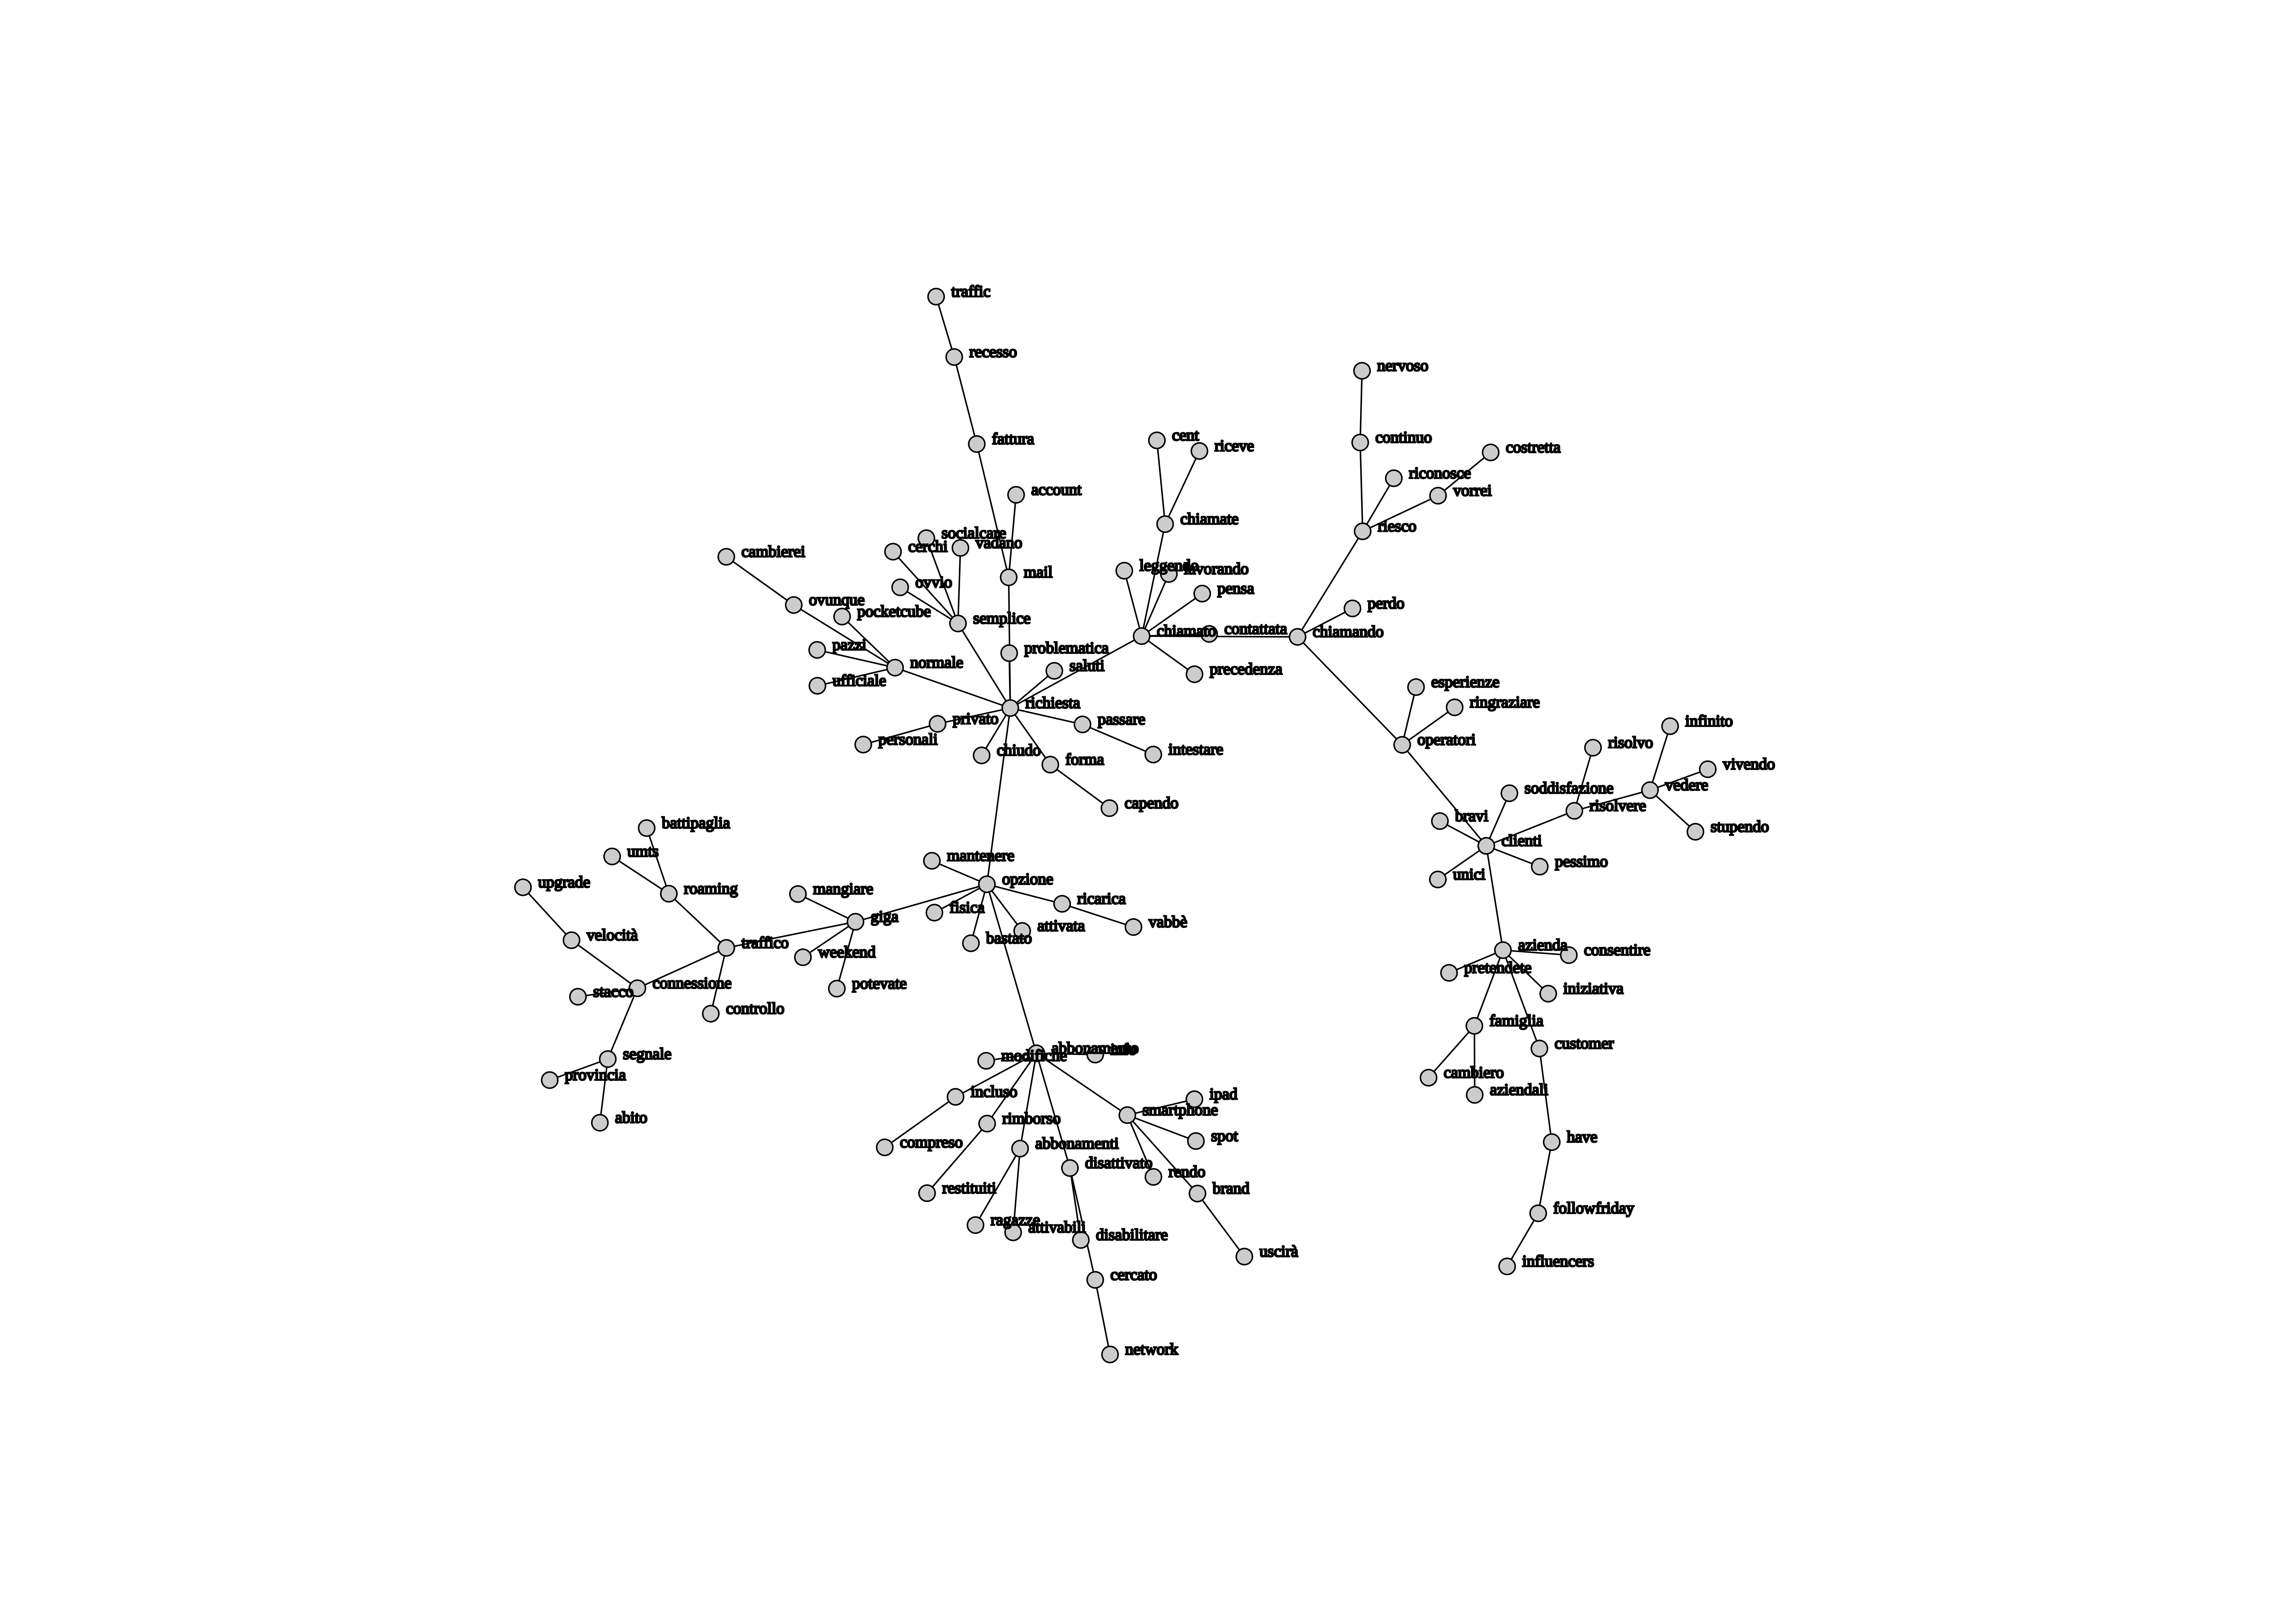 traffic
recesso
nervoso
fattura
cent
riceve
continuo
costretta
account
riconosce
vorrei
chiamate
riesco
socialcare
cerchi
vadano
cambierei
mail
leggendo
lavorando
ovvio
pensa
ovunque
pocketcube
perdo
semplice
chiamato
contattata
chiamando
pazzi
problematica
normale
saluti
precedenza
ufficiale
esperienze
richiesta
ringraziare
privato
passare
infinito
personali
operatori
risolvo
chiudo
intestare
forma
vivendo
vedere
soddisfazione
capendo
risolvere
bravi
battipaglia
stupendo
clienti
umts
mantenere
pessimo
upgrade
opzione
unici
roaming
mangiare
ricarica
fisica
giga
vabbè
attivata
velocità
bastato
traffico
azienda
weekend
consentire
pretendete
connessione
potevate
stacco
iniziativa
controllo
famiglia
customer
abbonamento
segnale
modifiche
provincia
cambiero
incluso
aziendali
ipad
smartphone
abito
rimborso
spot
have
compreso
abbonamenti
disattivato
rendo
restituiti
brand
followfriday
ragazze
attivabili
disabilitare
uscirà
influencers
cercato
network